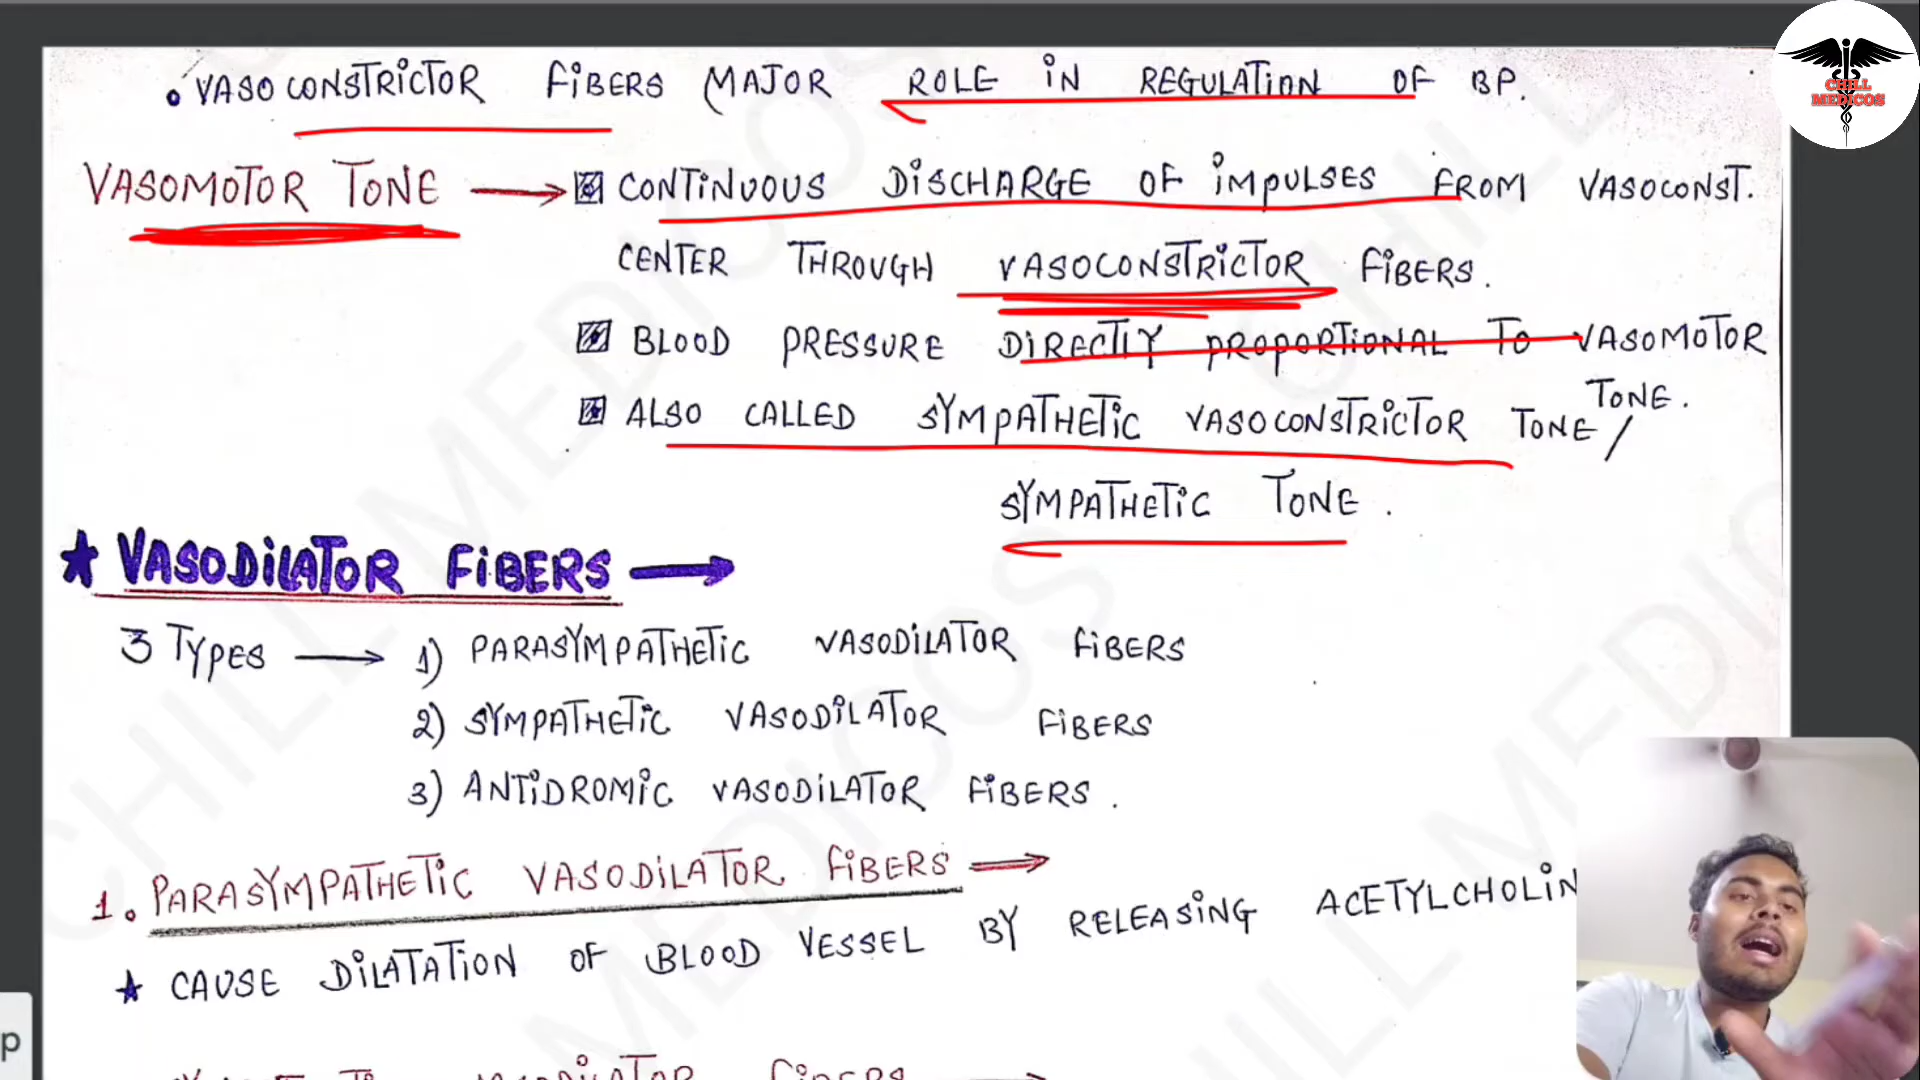 • VASOCONSTRICTOR FIBERS MAJOR ROLE IN REGULATION OF BP.
CHILL MEDICOS
VASOMOTOR TONE → CONTINUOUS DISCHARGE OF IMPULSES FROM VASOCONST.
CENTER THROUGH VASOCONSTRICTOR FIBERS.
BLOOD PRESSURE DIRECTLY PROPORTIONAL TO VASOMOTOR
TONE.
ALSO CALLED SYMPATHETIC VASOCONSTRICTOR TONE /
SYMPATHETIC TONE.
★ VASODILATOR FIBERS →
3 TYPES → 1) PARASYMPATHETIC VASODILATOR FIBERS
2) SYMPATHETIC VASODILATOR FIBERS
3) ANTIDROMIC VASODILATOR FIBERS.
1. PARASYMPATHETIC VASODILATOR FIBERS →
★ CAUSE DILATATION OF BLOOD VESSEL BY RELEASING ACETYLCHOLIN
p